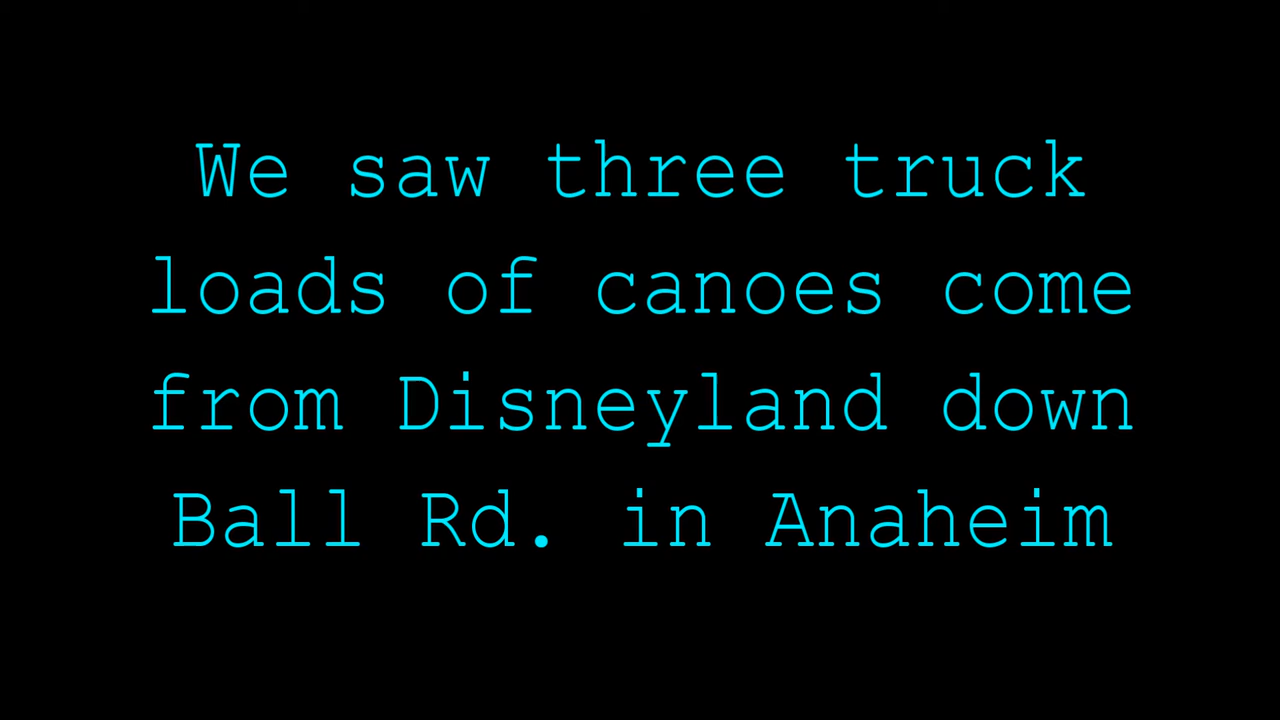 We saw three truck
loads of canoes come
from Disneyland down
Ball Rd. in Anaheim